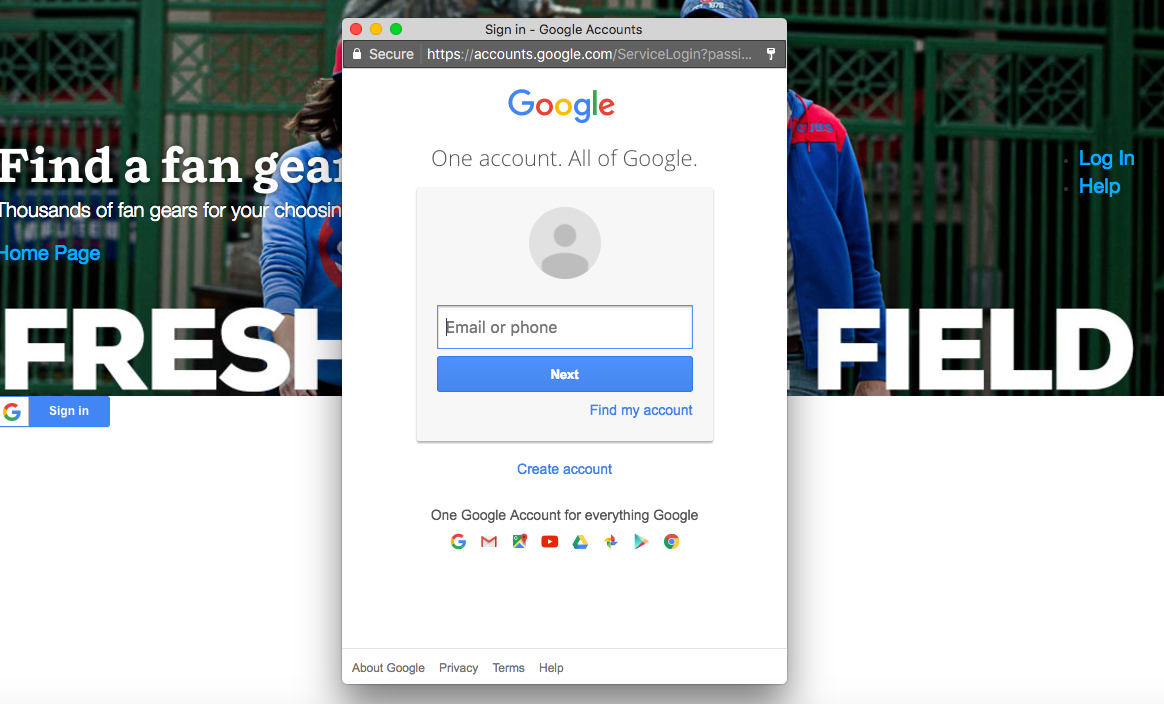 Sign in - Google Accounts
Secure https://accounts.google.com/ServiceLogin?passi...
Google
One account. All of Google.
Email or phone
Next
Find my account
Create account
One Google Account for everything Google
About Google Privacy Terms Help
Find a fan gear
Thousands of fan gears for your choosin
Home Page
Log In
Help
CUBS
FRESH FIELD
Sign in